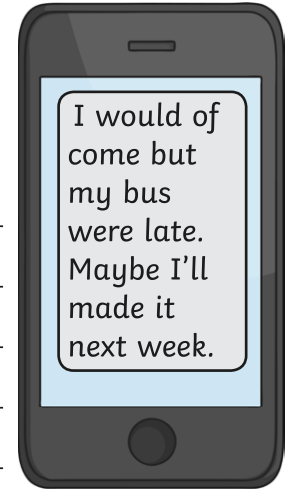 I would of
come but
my bus
were late.
Maybe I'll
made it
next week.